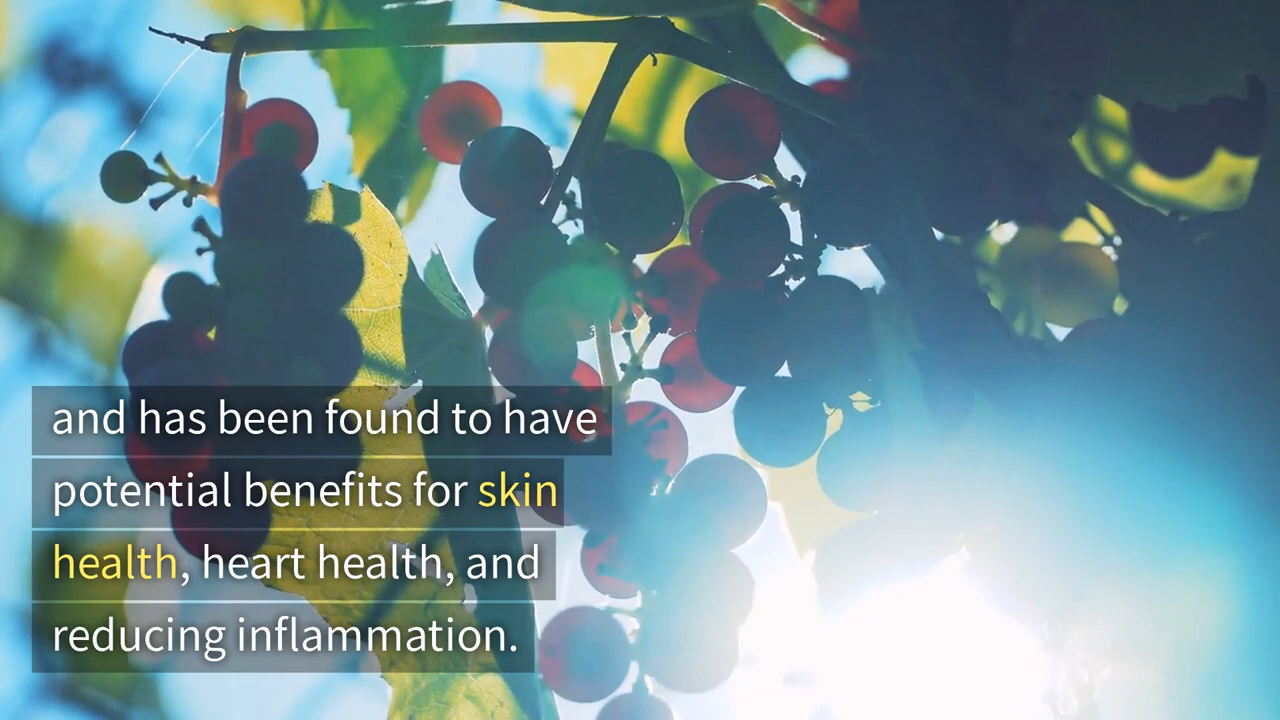 and has been found to have
potential benefits for skin
health, heart health, and
reducing inflammation.